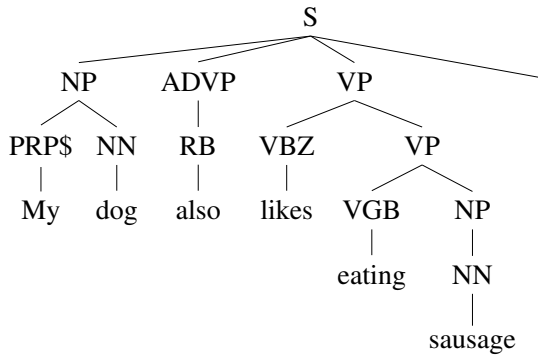 S
NP ADVP VP
PRP$ NN RB VBZ VP
My dog also likes VGB NP
eating NN
sausage